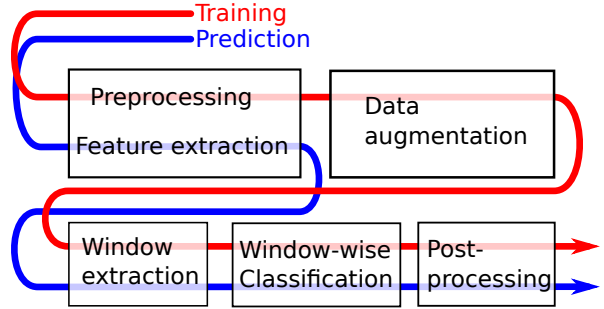 Training
Prediction
Preprocessing
Feature extraction
Data
augmentation
Window
extraction
Window-wise
Classification
Post-
processing